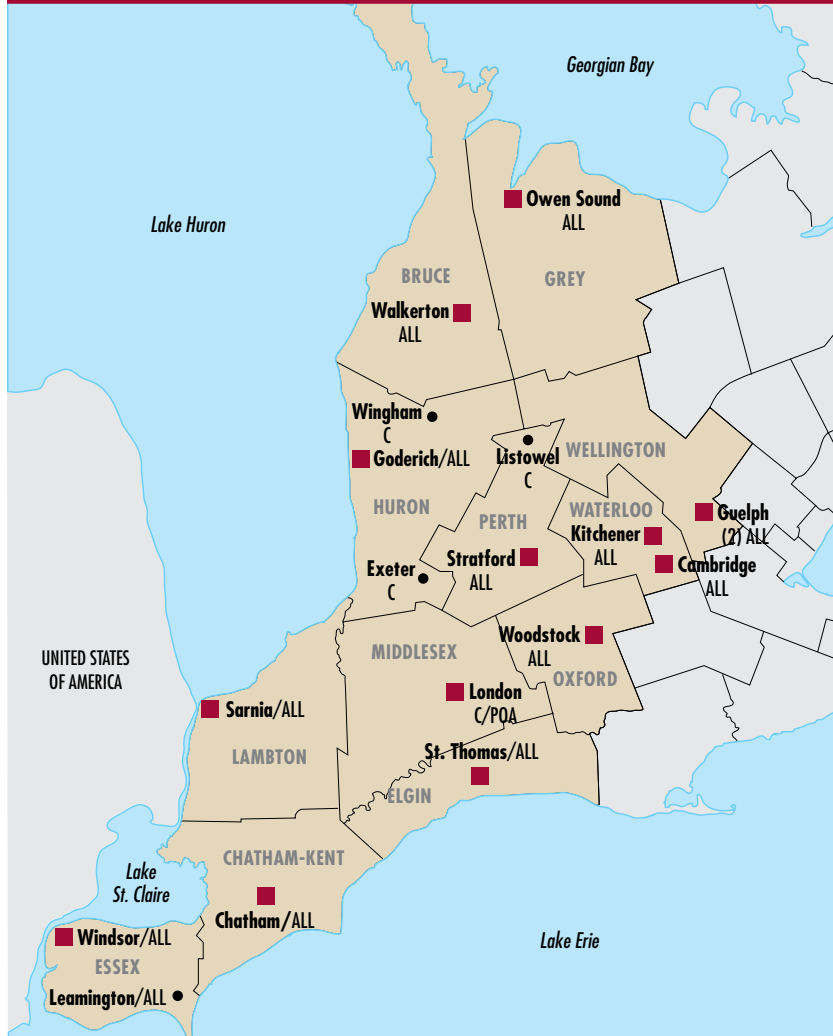 Georgian Bay
Lake Huron
Owen Sound
ALL
BRUCE
GREY
Walkerton
ALL
Wingham
C
Listowel
C
Goderich/ALL
WELLINGTON
HURON
PERTH
WATERLOO
Guelph
(2) ALL
Kitchener
ALL
Stratford
ALL
Cambridge
ALL
Exeter
C
Woodstock
ALL
MIDDLESEX
OXFORD
UNITED STATES
OF AMERICA
London
C/POA
Sarnia/ALL
LAMBTON
St. Thomas/ALL
ELGIN
CHATHAM-KENT
Lake
St. Claire
Chatham/ALL
Windsor/ALL
Lake Erie
ESSEX
Leamington/ALL